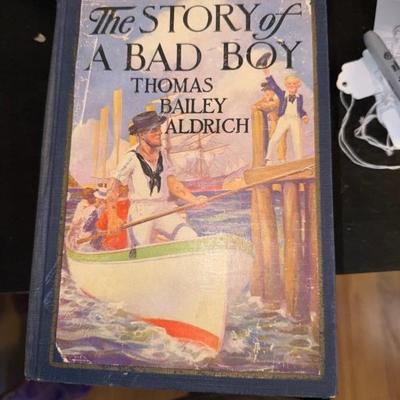 The STORY of
A BAD BOY
THOMAS
BAILEY
ALDRICH